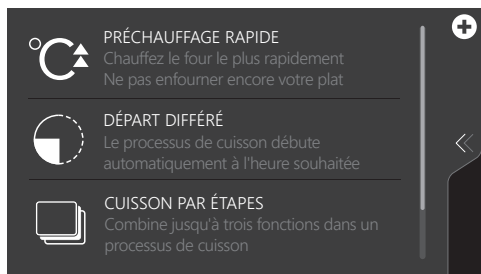 PRÉCHAUFFAGE RAPIDE
Chauffez le four le plus rapidement
Ne pas enfourner encore votre plat
DÉPART DIFFÉRÉ
Le processus de cuisson débute
automatiquement à l'heure souhaitée
CUISSON PAR ÉTAPES
Combine jusqu'à trois fonctions dans un
processus de cuisson